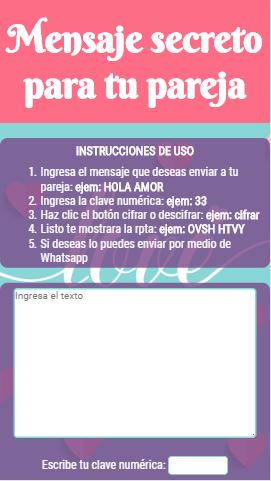 Mensaje secreto
para tu pareja
INSTRUCCIONES DE USO
1. Ingresa el mensaje que deseas enviar a tu
pareja: ejem: HOLA AMOR
2. Ingresa la clave numérica: ejem: 33
3. Haz clic el botón cifrar o descifrar: ejem: cifrar
4. Listo te mostrara la rpta: ejem: OVSH HTVY
5. Si deseas lo puedes enviar por medio de
Whatsapp
love
Ingresa el texto
Escribe tu clave numérica: